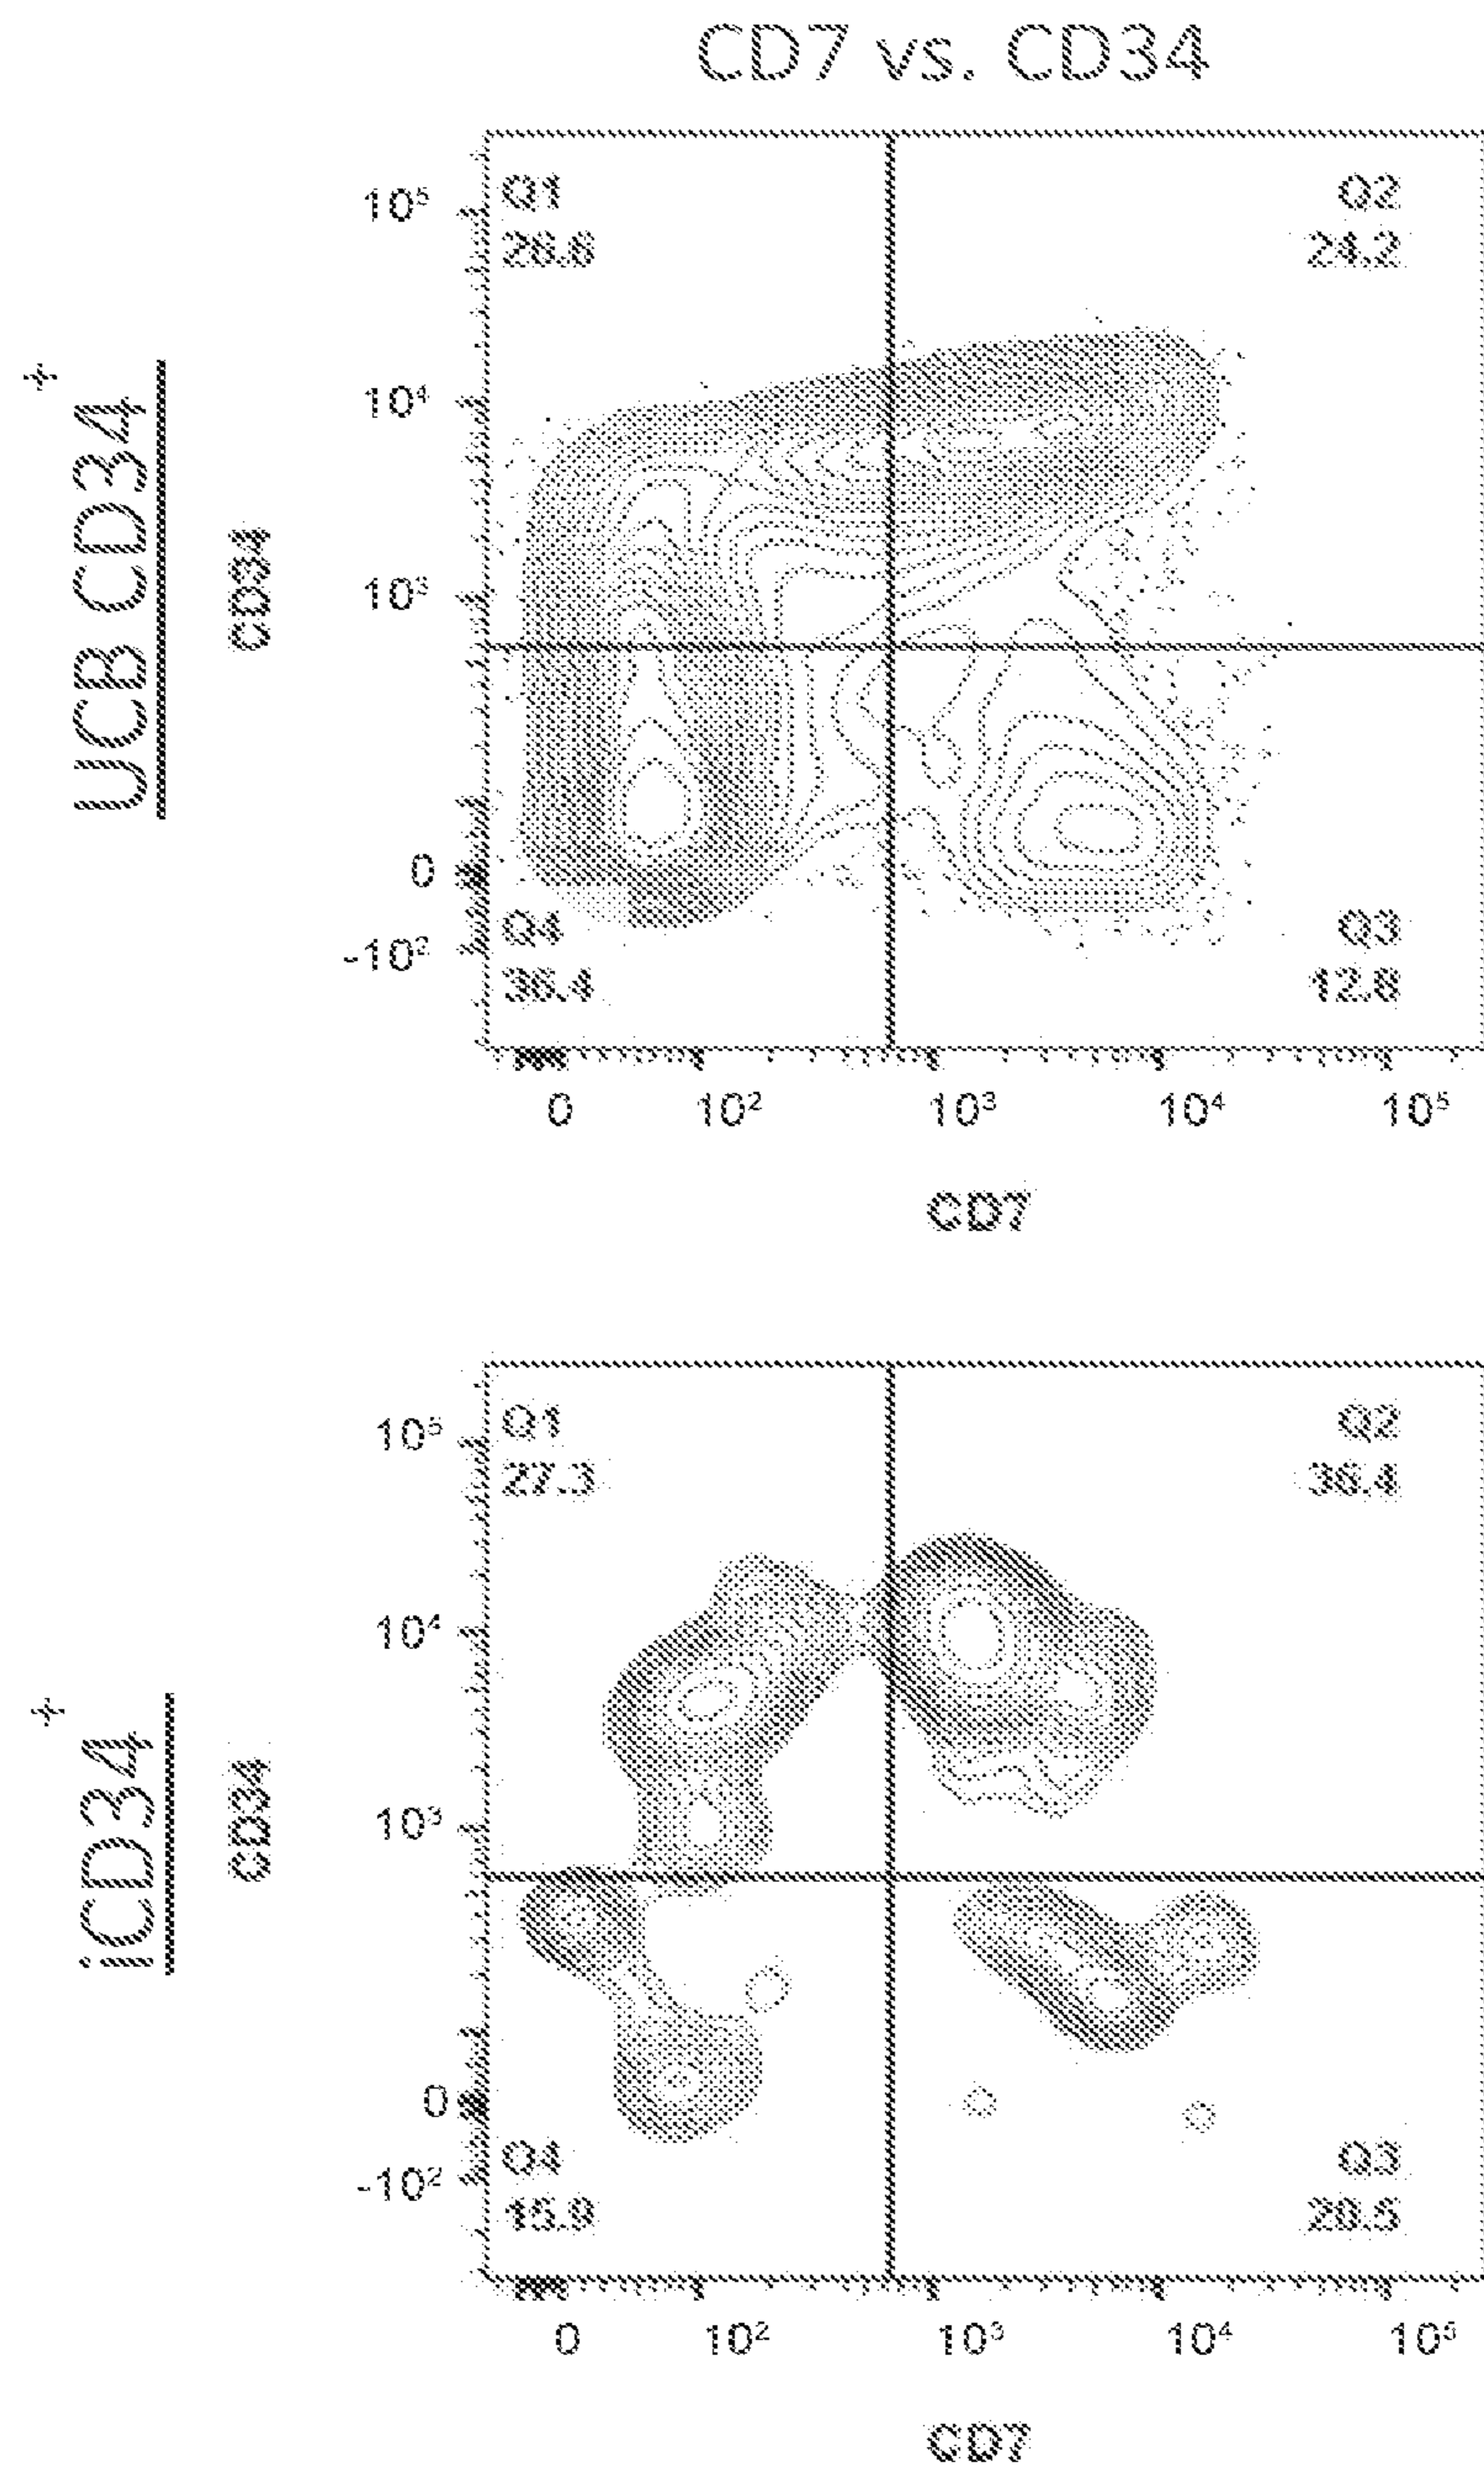 CD7 vs. CD34
UCB CD34⁺
CD34
10⁵
10⁴
10³
0
-10²
Q1
26.6
Q2
24.2
Q4
36.4
Q3
12.8
0 10² 10³ 10⁴ 10⁵
CD7
iCD34⁺
CD34
10⁵
10⁴
10³
0
-10²
Q1
27.3
Q2
36.4
Q4
15.9
Q3
20.5
0 10² 10³ 10⁴ 10⁵
CD7